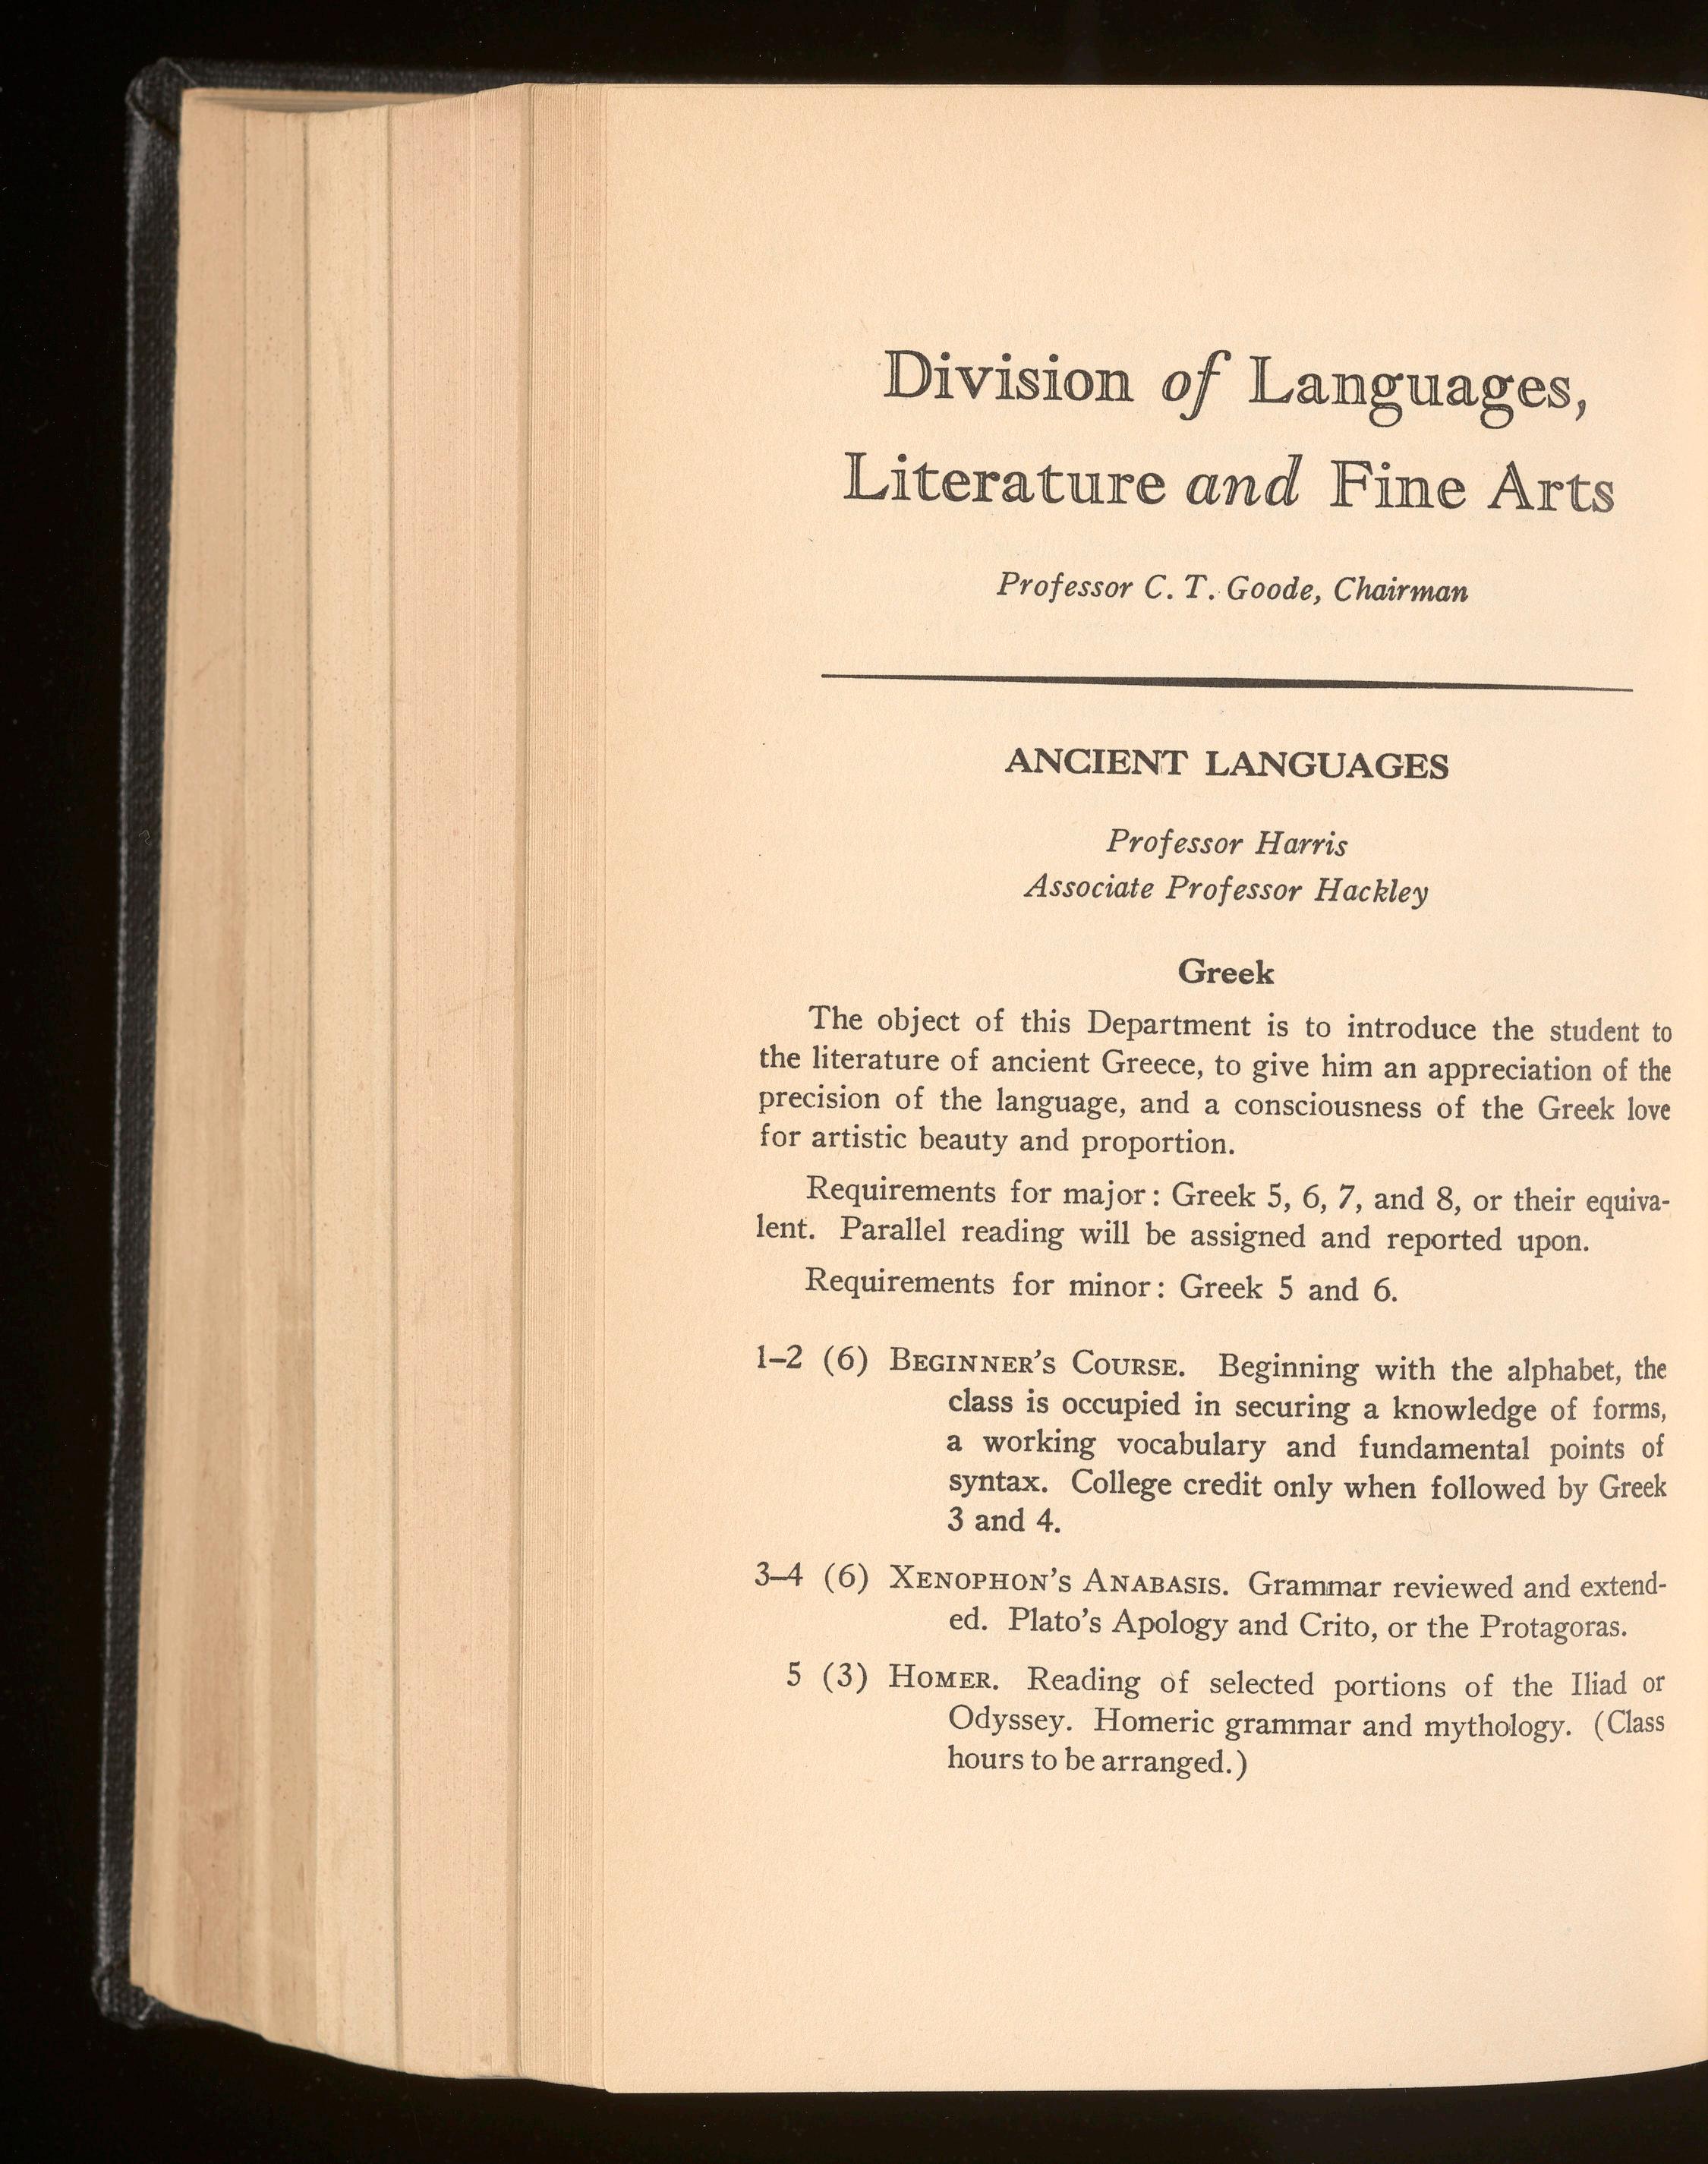 Division of Languages,
Literature and Fine Arts
Professor C. T. Goode, Chairman
ANCIENT LANGUAGES
Professor Harris
Associate Professor Hackley
Greek
The object of this Department is to introduce the student to
the literature of ancient Greece, to give him an appreciation of the
precision of the language, and a consciousness of the Greek love
for artistic beauty and proportion.
Requirements for major: Greek 5, 6, 7, and 8, or their equiva-
lent. Parallel reading will be assigned and reported upon.
Requirements for minor: Greek 5 and 6.
1–2 (6) BEGINNER'S COURSE. Beginning with the alphabet, the
class is occupied in securing a knowledge of forms,
a working vocabulary and fundamental points of
syntax. College credit only when followed by Greek
3 and 4.
3–4 (6) XENOPHON'S ANABASIS. Grammar reviewed and extend-
ed. Plato's Apology and Crito, or the Protagoras.
5 (3) HOMER. Reading of selected portions of the Iliad or
Odyssey. Homeric grammar and mythology. (Class
hours to be arranged.)